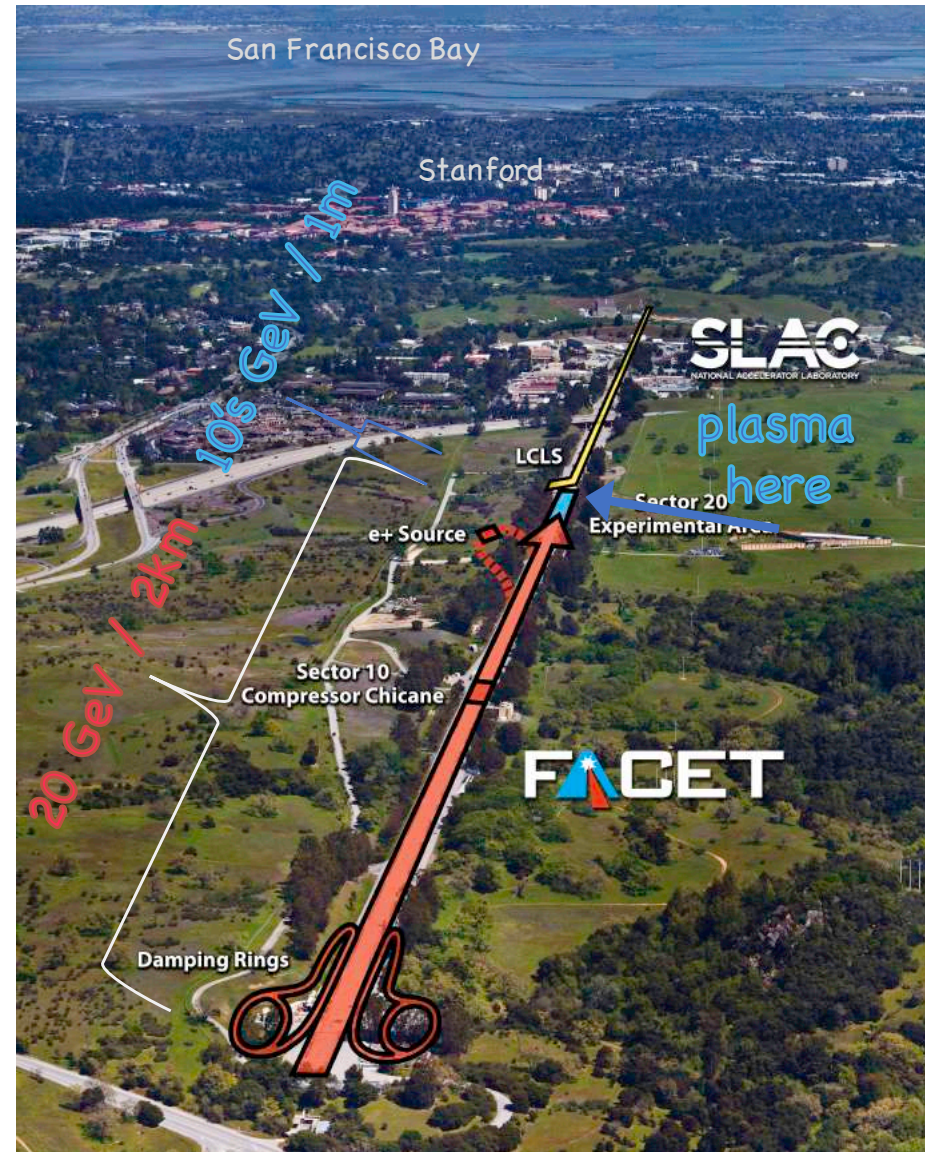 San Francisco Bay
Stanford
10's GeV / 1m
SLAC
NATIONAL ACCELERATOR LABORATORY
plasma
here
LCLS
Sector 20
Experimental
e+ Source
20 GeV / 2km
Sector 10
Compressor Chicane
FACET
Damping Rings